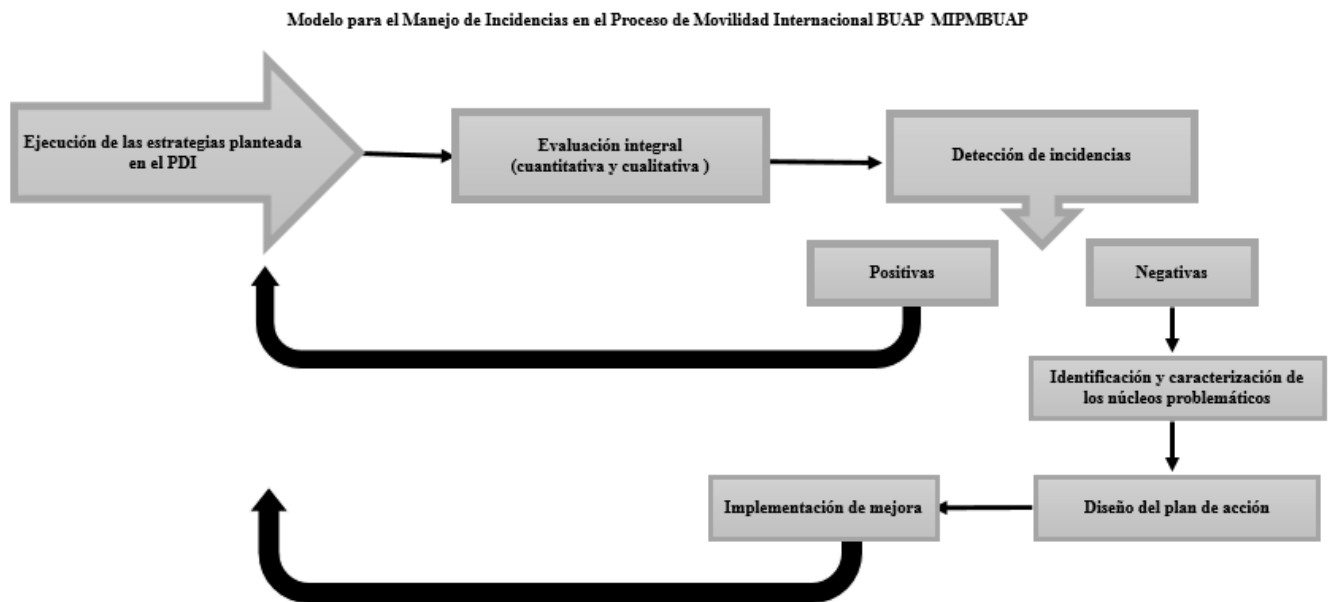 Modelo para el Manejo de Incidencias en el Proceso de Movilidad Internacional BUAP MIPMBUAP
Ejecución de las estrategias planteada
en el PDI
Evaluación integral
(cuantitativa y cualitativa )
Detección de incidencias
Positivas
Negativas
Identificación y caracterización de
los núcleos problemáticos
Implementación de mejora
Diseño del plan de acción